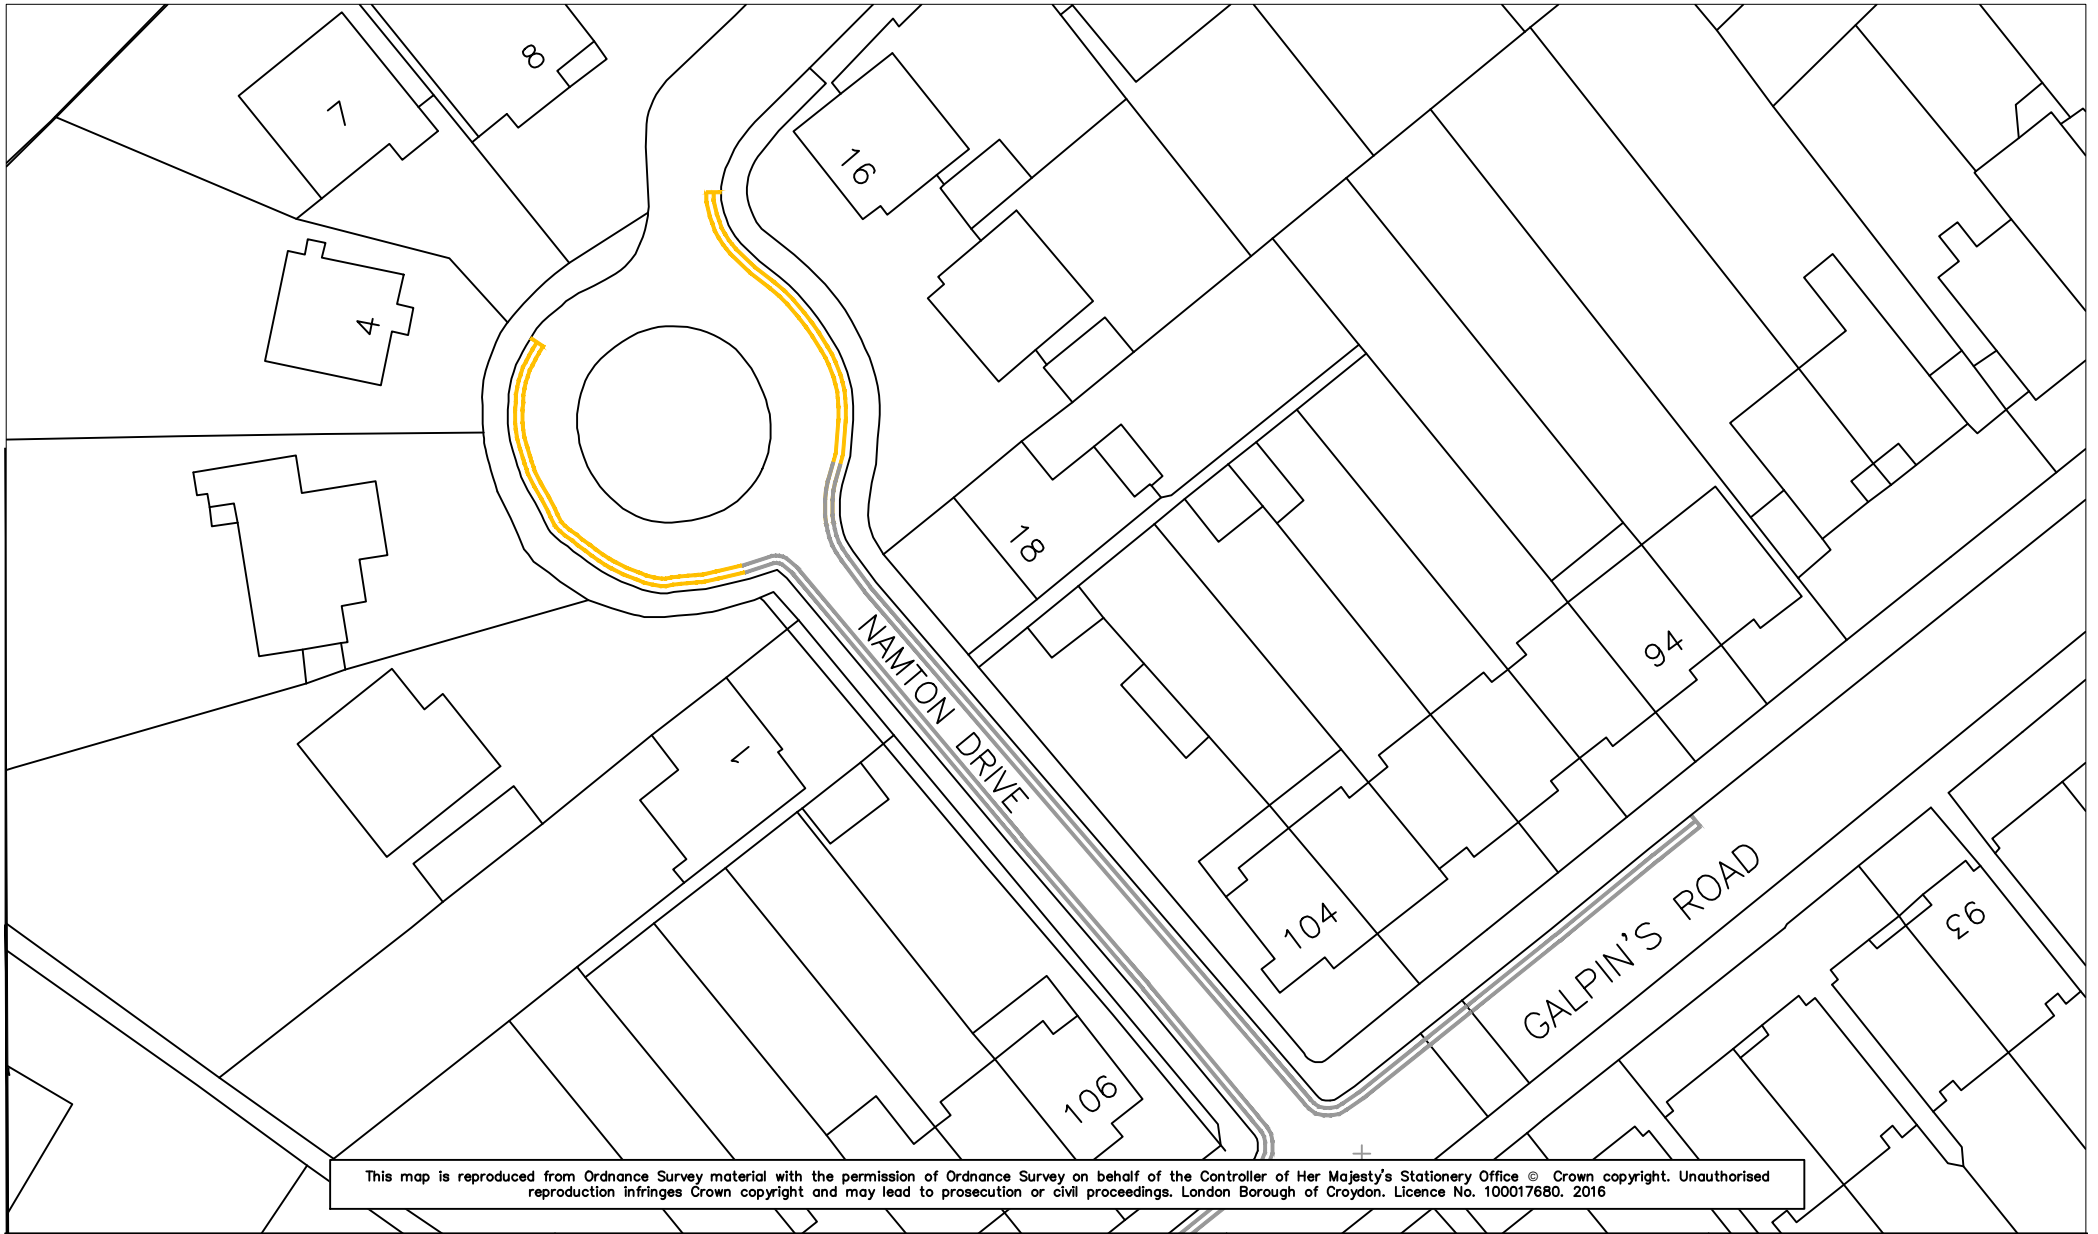 7
8
16
4
18
94
NAMTON DRIVE
1
104
GALPIN'S ROAD
93
106
This map is reproduced from Ordnance Survey material with the permission of Ordnance Survey on behalf of the Controller of Her Majesty's Stationery Office © Crown copyright. Unauthorised
reproduction infringes Crown copyright and may lead to prosecution or civil proceedings. London Borough of Croydon. Licence No. 100017680. 2016